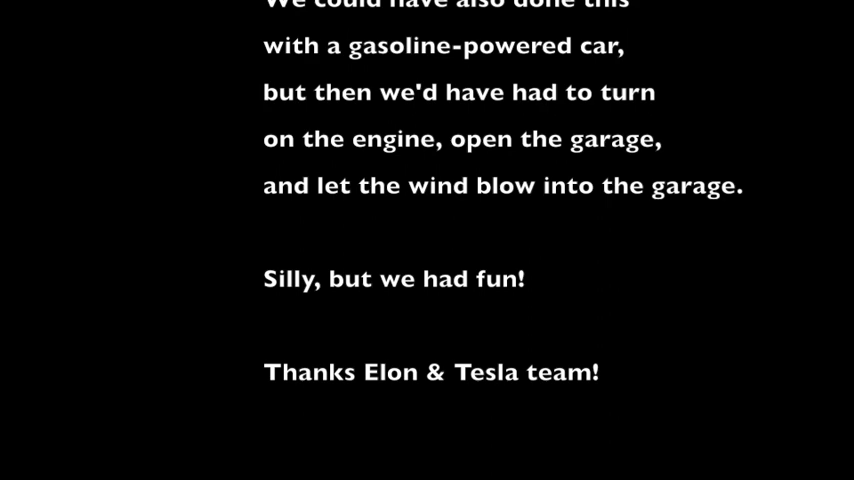 We could have also done this
with a gasoline-powered car,
but then we'd have had to turn
on the engine, open the garage,
and let the wind blow into the garage.
Silly, but we had fun!
Thanks Elon & Tesla team!